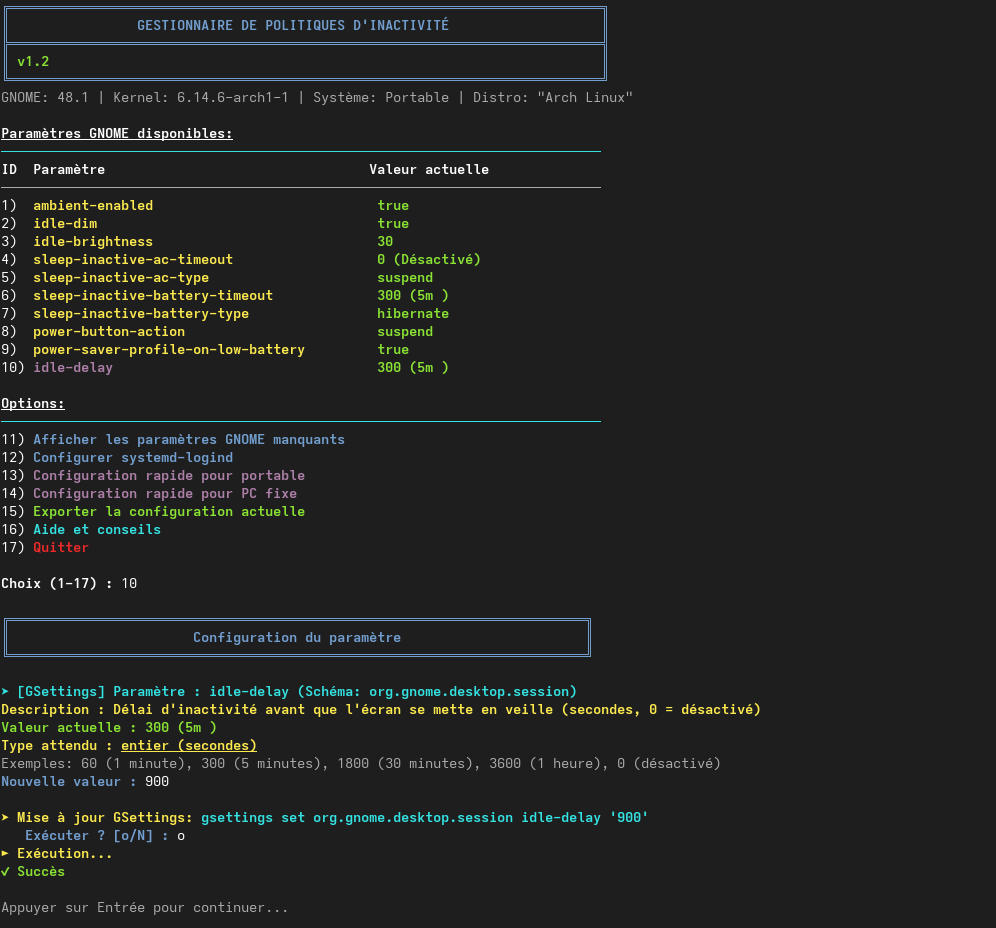 GESTIONNAIRE DE POLITIQUES D'INACTIVITÉ
v1.2
GNOME: 48.1 | Kernel: 6.14.6-arch1-1 | Système: Portable | Distro: "Arch Linux"
Paramètres GNOME disponibles:
ID Paramètre Valeur actuelle
1) ambient-enabled true
2) idle-dim true
3) idle-brightness 30
4) sleep-inactive-ac-timeout 0 (Désactivé)
5) sleep-inactive-ac-type suspend
6) sleep-inactive-battery-timeout 300 (5m )
7) sleep-inactive-battery-type hibernate
8) power-button-action suspend
9) power-saver-profile-on-low-battery true
10) idle-delay 300 (5m )
Options:
11) Afficher les paramètres GNOME manquants
12) Configurer systemd-logind
13) Configuration rapide pour portable
14) Configuration rapide pour PC fixe
15) Exporter la configuration actuelle
16) Aide et conseils
17) Quitter
Choix (1-17) : 10
Configuration du paramètre
➤ [GSettings] Paramètre : idle-delay (Schéma: org.gnome.desktop.session)
Description : Délai d'inactivité avant que l'écran se mette en veille (secondes, 0 = désactivé)
Valeur actuelle : 300 (5m )
Type attendu : entier (secondes)
Exemples: 60 (1 minute), 300 (5 minutes), 1800 (30 minutes), 3600 (1 heure), 0 (désactivé)
Nouvelle valeur : 900
➤ Mise à jour GSettings: gsettings set org.gnome.desktop.session idle-delay '900'
Exécuter ? [o/N] : o
► Exécution...
✓ Succès
Appuyer sur Entrée pour continuer...